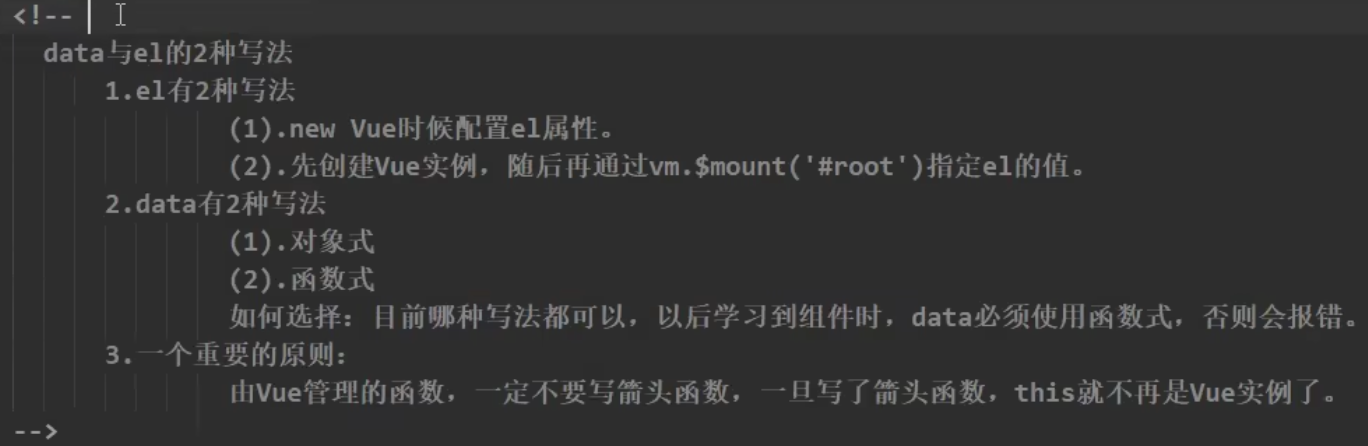 <!--
data与el的2种写法
1.el有2种写法
(1).new Vue时候配置el属性。
(2).先创建Vue实例，随后再通过vm.$mount('#root')指定el的值。
2.data有2种写法
(1).对象式
(2).函数式
如何选择：目前哪种写法都可以，以后学习到组件时，data必须使用函数式，否则会报错。
3.一个重要的原则：
由Vue管理的函数，一定不要写箭头函数，一旦写了箭头函数，this就不再是Vue实例了。
-->